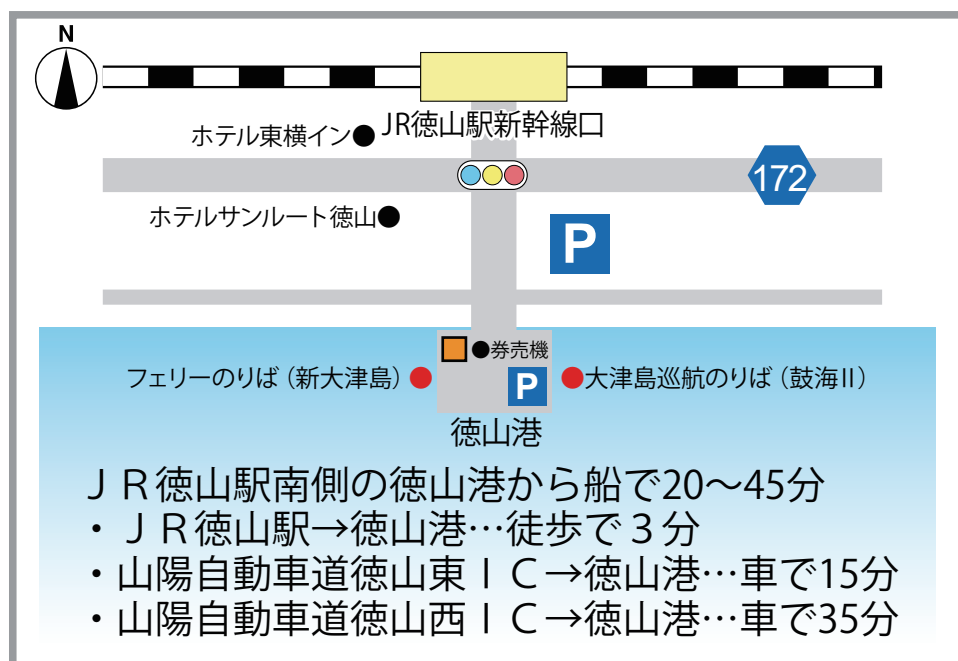 N
JR徳山駅新幹線口
ホテル東横イン●
172
ホテルサンルート徳山●
P
●券売機
フェリーのりば（新大津島）●
P
●大津島巡航のりば（鼓海Ⅱ）
徳山港
ＪＲ徳山駅南側の徳山港から船で20～45分
・ＪＲ徳山駅→徳山港…徒歩で３分
・山陽自動車道徳山東ＩＣ→徳山港…車で15分
・山陽自動車道徳山西ＩＣ→徳山港…車で35分